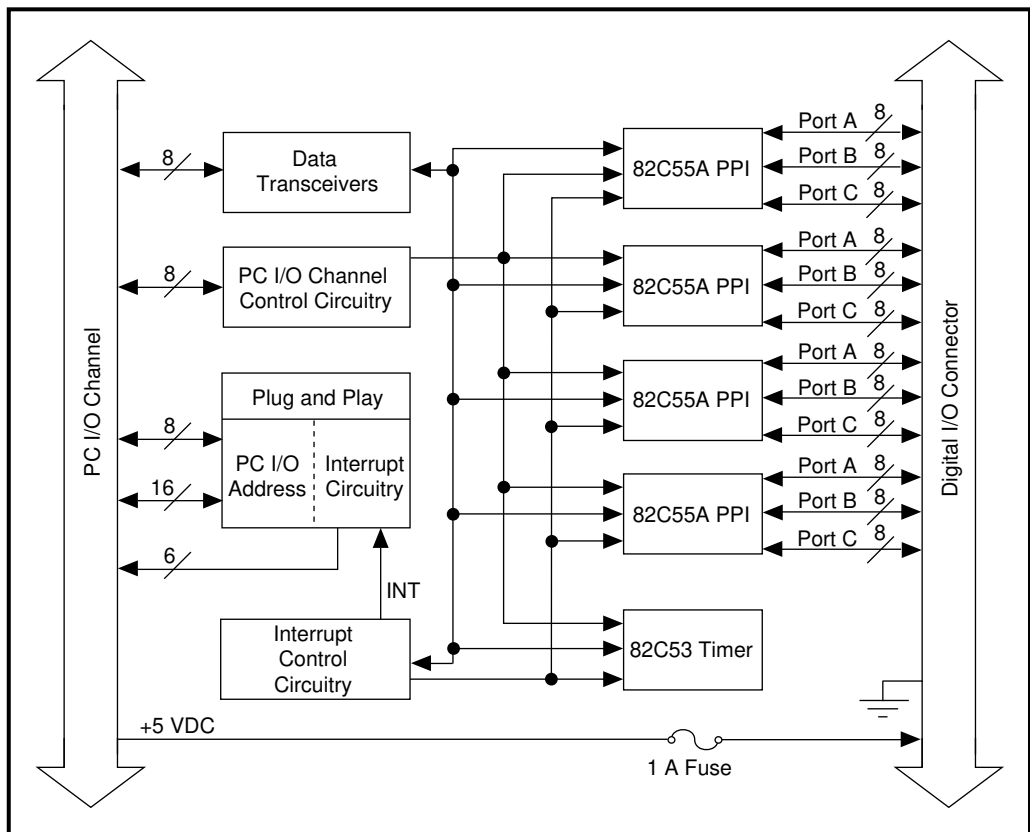 PC I/O Channel
8
Data
Transceivers
8
PC I/O Channel
Control Circuitry
Plug and Play
8
16
PC I/O
Address
Interrupt
Circuitry
6
INT
Interrupt
Control
Circuitry
+5 VDC
1 A Fuse
82C55A PPI
Port A 8
Port B 8
Port C 8
82C55A PPI
Port A 8
Port B 8
Port C 8
82C55A PPI
Port A 8
Port B 8
Port C 8
82C55A PPI
Port A 8
Port B 8
Port C 8
82C53 Timer
Digital I/O Connector